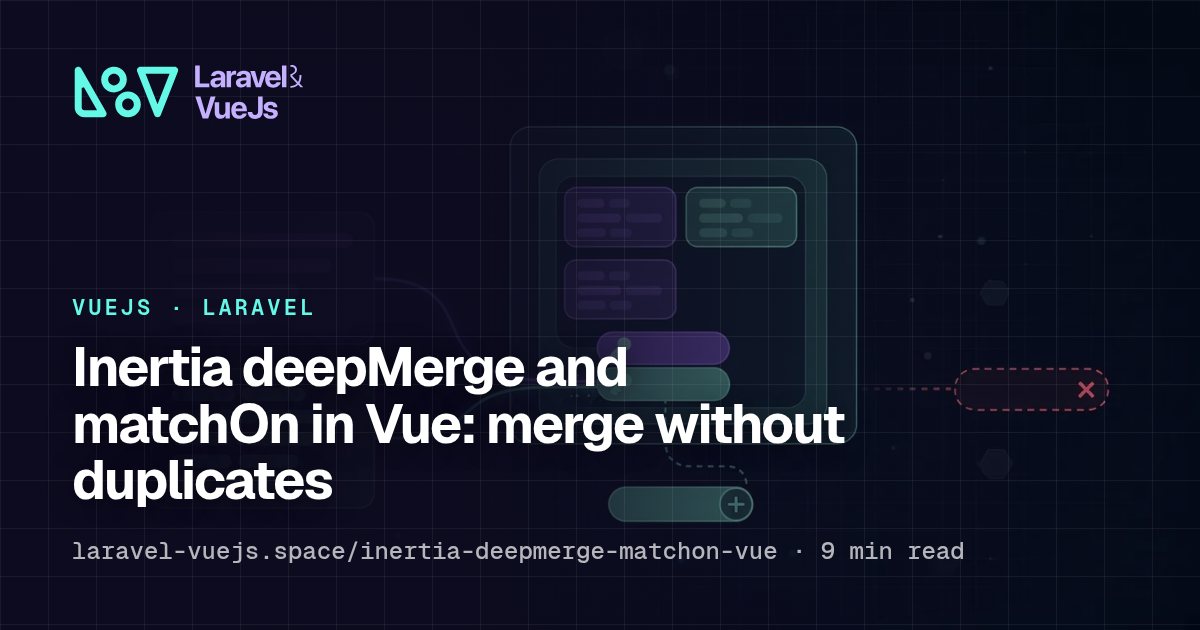 Laravel&
VueJs
VUEJS · LARAVEL
Inertia deepMerge and
matchOn in Vue: merge without
duplicates
laravel-vuejs.space/inertia-deepmerge-matchon-vue · 9 min read